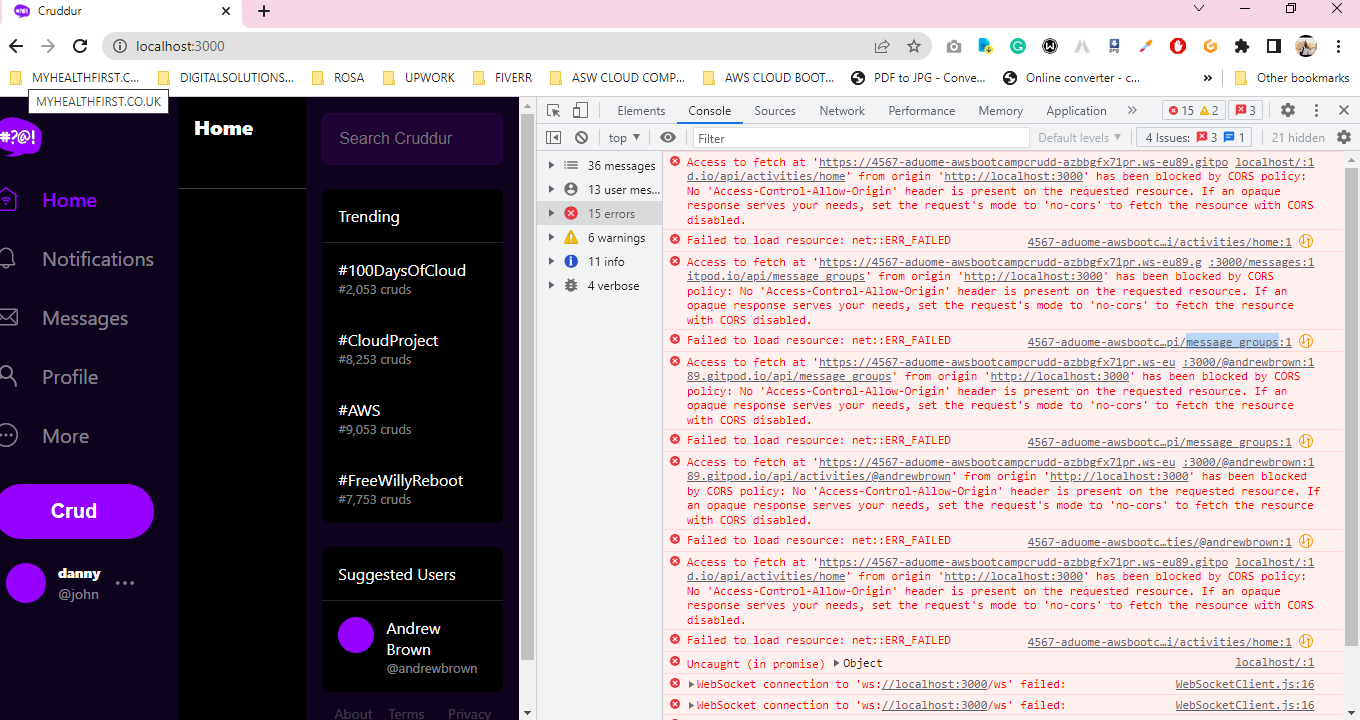 Cruddur
localhost:3000
MYHEALTHFIRST.C...
DIGITALSOLUTIONS...
ROSA
UPWORK
FIVERR
ASW CLOUD COMP...
AWS CLOUD BOOT...
PDF to JPG - Conve...
Online converter - c...
»
Other bookmarks
MYHEALTHFIRST.CO.UK
#?@!
Home
Notifications
Messages
Profile
More
Crud
danny
@john
Home
Search Cruddur
Trending
#100DaysOfCloud
#2,053 cruds
#CloudProject
#8,253 cruds
#AWS
#9,053 cruds
#FreeWillyReboot
#7,753 cruds
Suggested Users
Andrew
Brown
@andrewbrown
About Terms Privacy
Elements Console Sources Network Performance Memory Application » 15 2 3
top Filter Default levels 4 Issues: 3 1 21 hidden
36 messages
13 user mes...
15 errors
6 warnings
11 info
4 verbose
Access to fetch at 'https://4567-aduome-awsbootcampcrudd-azbbgfx71pr.ws-eu89.gitpo localhost/:1
d.io/api/activities/home' from origin 'http://localhost:3000' has been blocked by CORS policy:
No 'Access-Control-Allow-Origin' header is present on the requested resource. If an opaque
response serves your needs, set the request's mode to 'no-cors' to fetch the resource with CORS
disabled.
Failed to load resource: net::ERR_FAILED 4567-aduome-awsbootc…i/activities/home:1
Access to fetch at 'https://4567-aduome-awsbootcampcrudd-azbbgfx71pr.ws-eu89.g :3000/messages:1
itpod.io/api/message_groups' from origin 'http://localhost:3000' has been blocked by CORS
policy: No 'Access-Control-Allow-Origin' header is present on the requested resource. If an
opaque response serves your needs, set the request's mode to 'no-cors' to fetch the resource
with CORS disabled.
Failed to load resource: net::ERR_FAILED 4567-aduome-awsbootc…pi/message_groups:1
Access to fetch at 'https://4567-aduome-awsbootcampcrudd-azbbgfx71pr.ws-eu :3000/@andrewbrown:1
89.gitpod.io/api/message_groups' from origin 'http://localhost:3000' has been blocked by CORS
policy: No 'Access-Control-Allow-Origin' header is present on the requested resource. If an
opaque response serves your needs, set the request's mode to 'no-cors' to fetch the resource
with CORS disabled.
Failed to load resource: net::ERR_FAILED 4567-aduome-awsbootc…pi/message_groups:1
Access to fetch at 'https://4567-aduome-awsbootcampcrudd-azbbgfx71pr.ws-eu :3000/@andrewbrown:1
89.gitpod.io/api/activities/@andrewbrown' from origin 'http://localhost:3000' has been blocked
by CORS policy: No 'Access-Control-Allow-Origin' header is present on the requested resource. If
an opaque response serves your needs, set the request's mode to 'no-cors' to fetch the resource
with CORS disabled.
Failed to load resource: net::ERR_FAILED 4567-aduome-awsbootc…ties/@andrewbrown:1
Access to fetch at 'https://4567-aduome-awsbootcampcrudd-azbbgfx71pr.ws-eu89.gitpo localhost/:1
d.io/api/activities/home' from origin 'http://localhost:3000' has been blocked by CORS policy:
No 'Access-Control-Allow-Origin' header is present on the requested resource. If an opaque
response serves your needs, set the request's mode to 'no-cors' to fetch the resource with CORS
disabled.
Failed to load resource: net::ERR_FAILED 4567-aduome-awsbootc…i/activities/home:1
Uncaught (in promise) Object localhost/:1
WebSocket connection to 'ws://localhost:3000/ws' failed: WebSocketClient.js:16
WebSocket connection to 'ws://localhost:3000/ws' failed: WebSocketClient.js:16